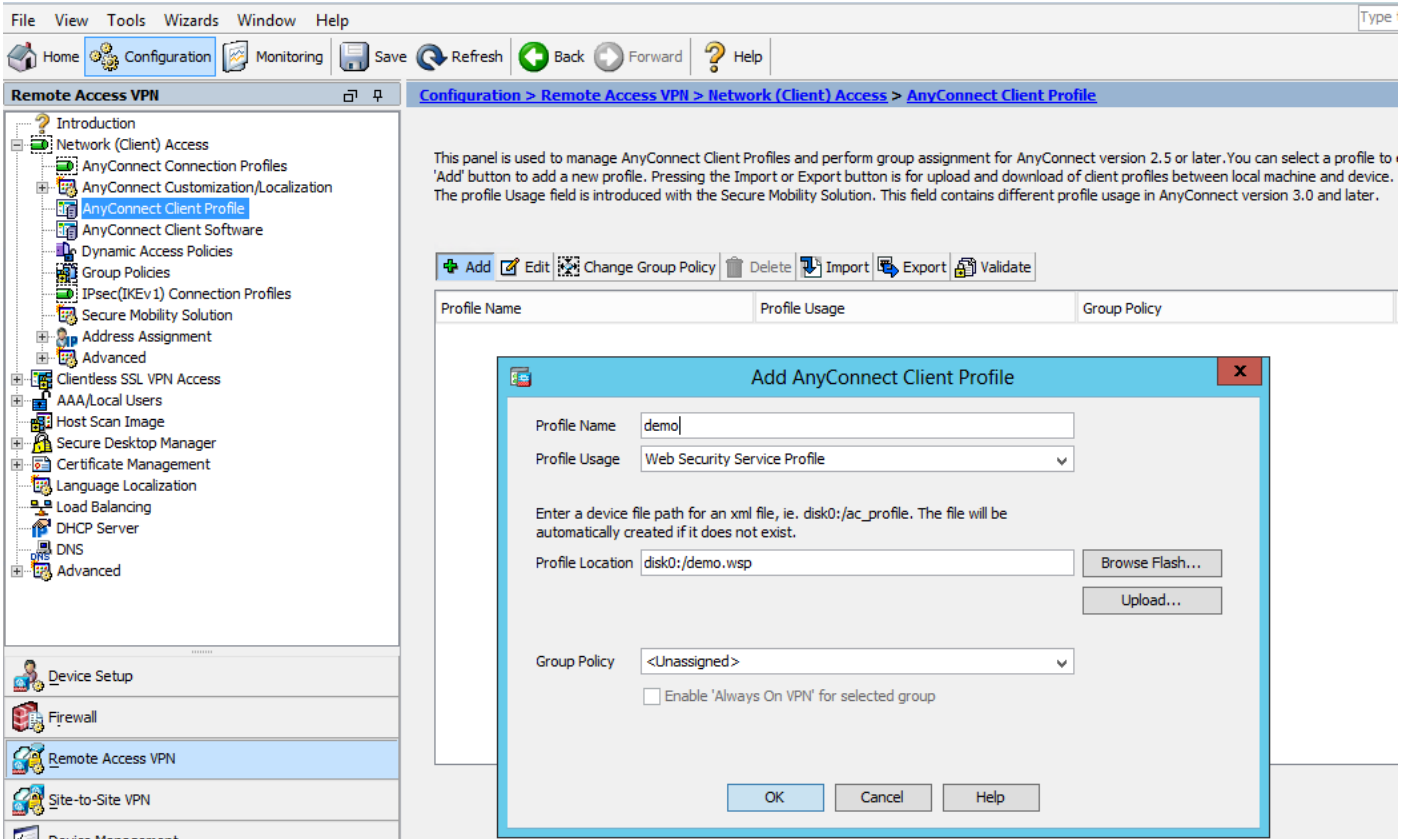 File View Tools Wizards Window Help
Type
Home Configuration Monitoring Save Refresh Back Forward Help
Remote Access VPN
Configuration > Remote Access VPN > Network (Client) Access > AnyConnect Client Profile
Introduction
Network (Client) Access
AnyConnect Connection Profiles
AnyConnect Customization/Localization
AnyConnect Client Profile
AnyConnect Client Software
Dynamic Access Policies
Group Policies
IPsec(IKEv1) Connection Profiles
Secure Mobility Solution
Address Assignment
Advanced
Clientless SSL VPN Access
AAA/Local Users
Host Scan Image
Secure Desktop Manager
Certificate Management
Language Localization
Load Balancing
DHCP Server
DNS
Advanced
Device Setup
Firewall
Remote Access VPN
Site-to-Site VPN
Device Management
This panel is used to manage AnyConnect Client Profiles and perform group assignment for AnyConnect version 2.5 or later.You can select a profile to
'Add' button to add a new profile. Pressing the Import or Export button is for upload and download of client profiles between local machine and device.
The profile Usage field is introduced with the Secure Mobility Solution. This field contains different profile usage in AnyConnect version 3.0 and later.
Add Edit Change Group Policy Delete Import Export Validate
Profile Name Profile Usage Group Policy
Add AnyConnect Client Profile
x
Profile Name demo
Profile Usage Web Security Service Profile
Enter a device file path for an xml file, ie. disk0:/ac_profile. The file will be
automatically created if it does not exist.
Profile Location disk0:/demo.wsp Browse Flash...
Upload...
Group Policy <Unassigned>
Enable 'Always On VPN' for selected group
OK Cancel Help